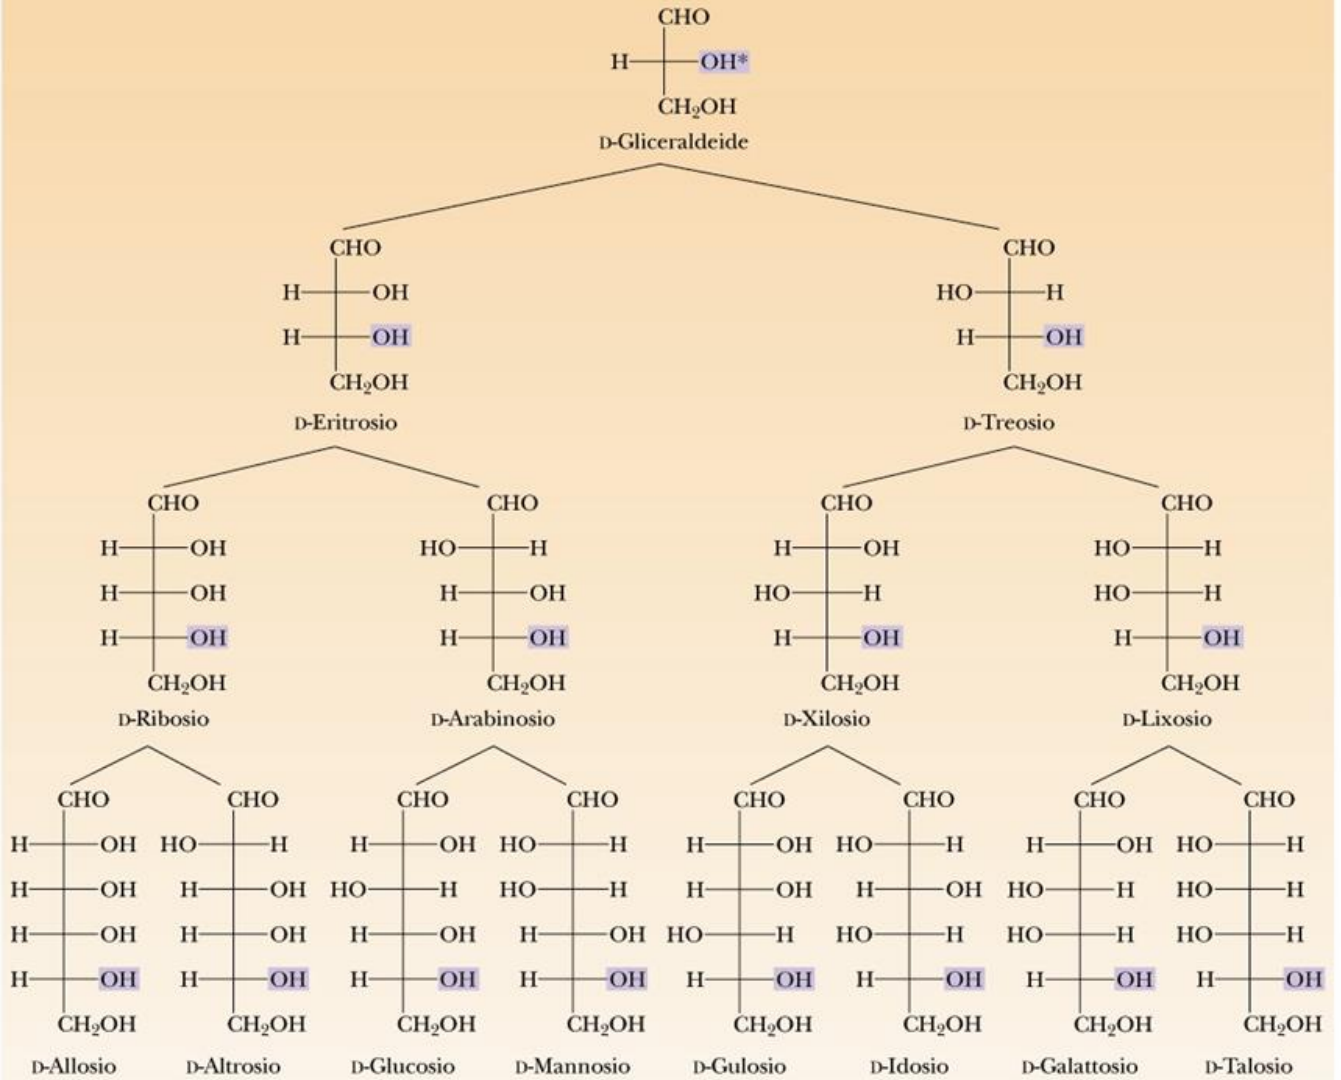 CHO
H OH*
CH₂OH
D-Gliceraldeide
CHO CHO
H OH HO H
H OH H OH
CH₂OH CH₂OH
D-Eritrosio D-Treosio
CHO CHO CHO CHO
H OH HO H H OH HO H
H OH H OH HO H HO H
H OH H OH H OH H OH
CH₂OH CH₂OH CH₂OH CH₂OH
D-Ribosio D-Arabinosio D-Xilosio D-Lixosio
CHO CHO CHO CHO CHO CHO CHO CHO
H OH HO H H OH HO H H OH HO H H OH HO H
H OH H OH HO H HO H H OH H OH HO H HO H
H OH H OH H OH H OH HO H HO H HO H HO H
H OH H OH H OH H OH H OH H OH H OH H OH
CH₂OH CH₂OH CH₂OH CH₂OH CH₂OH CH₂OH CH₂OH CH₂OH
D-Allosio D-Altrosio D-Glucosio D-Mannosio D-Gulosio D-Idosio D-Galattosio D-Talosio